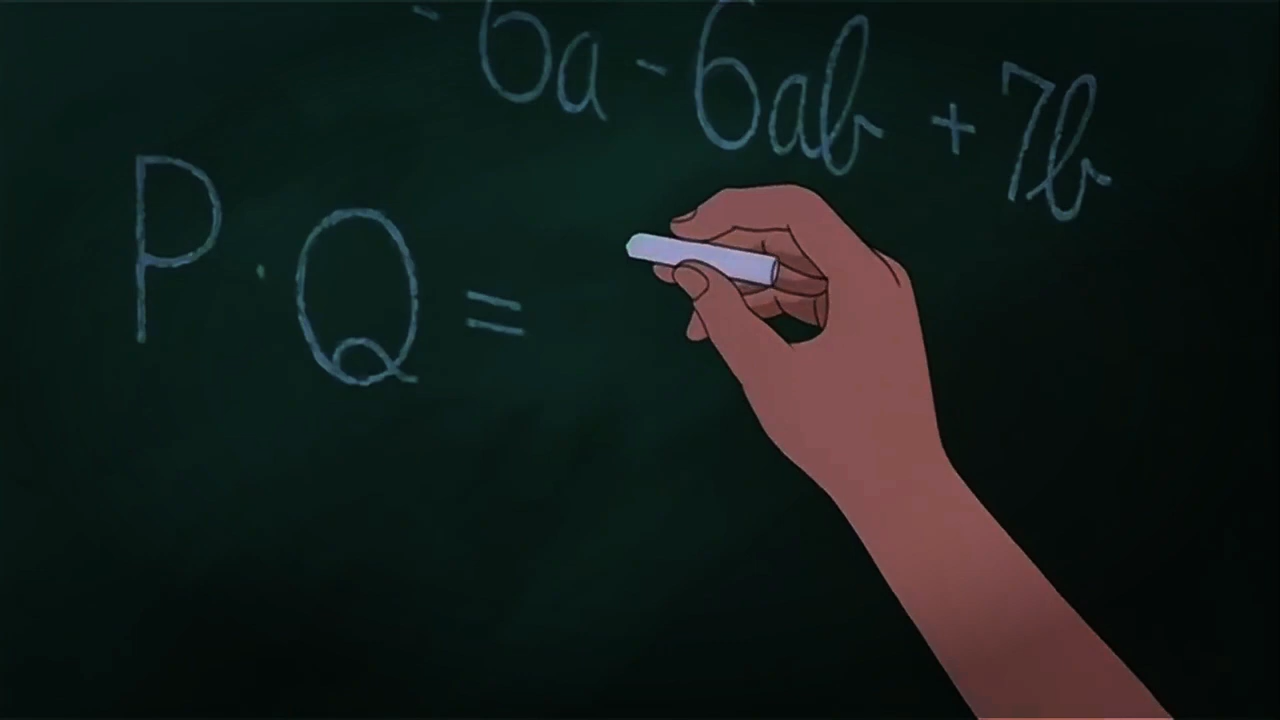 - 6a - 6ab + 7b
P · Q =